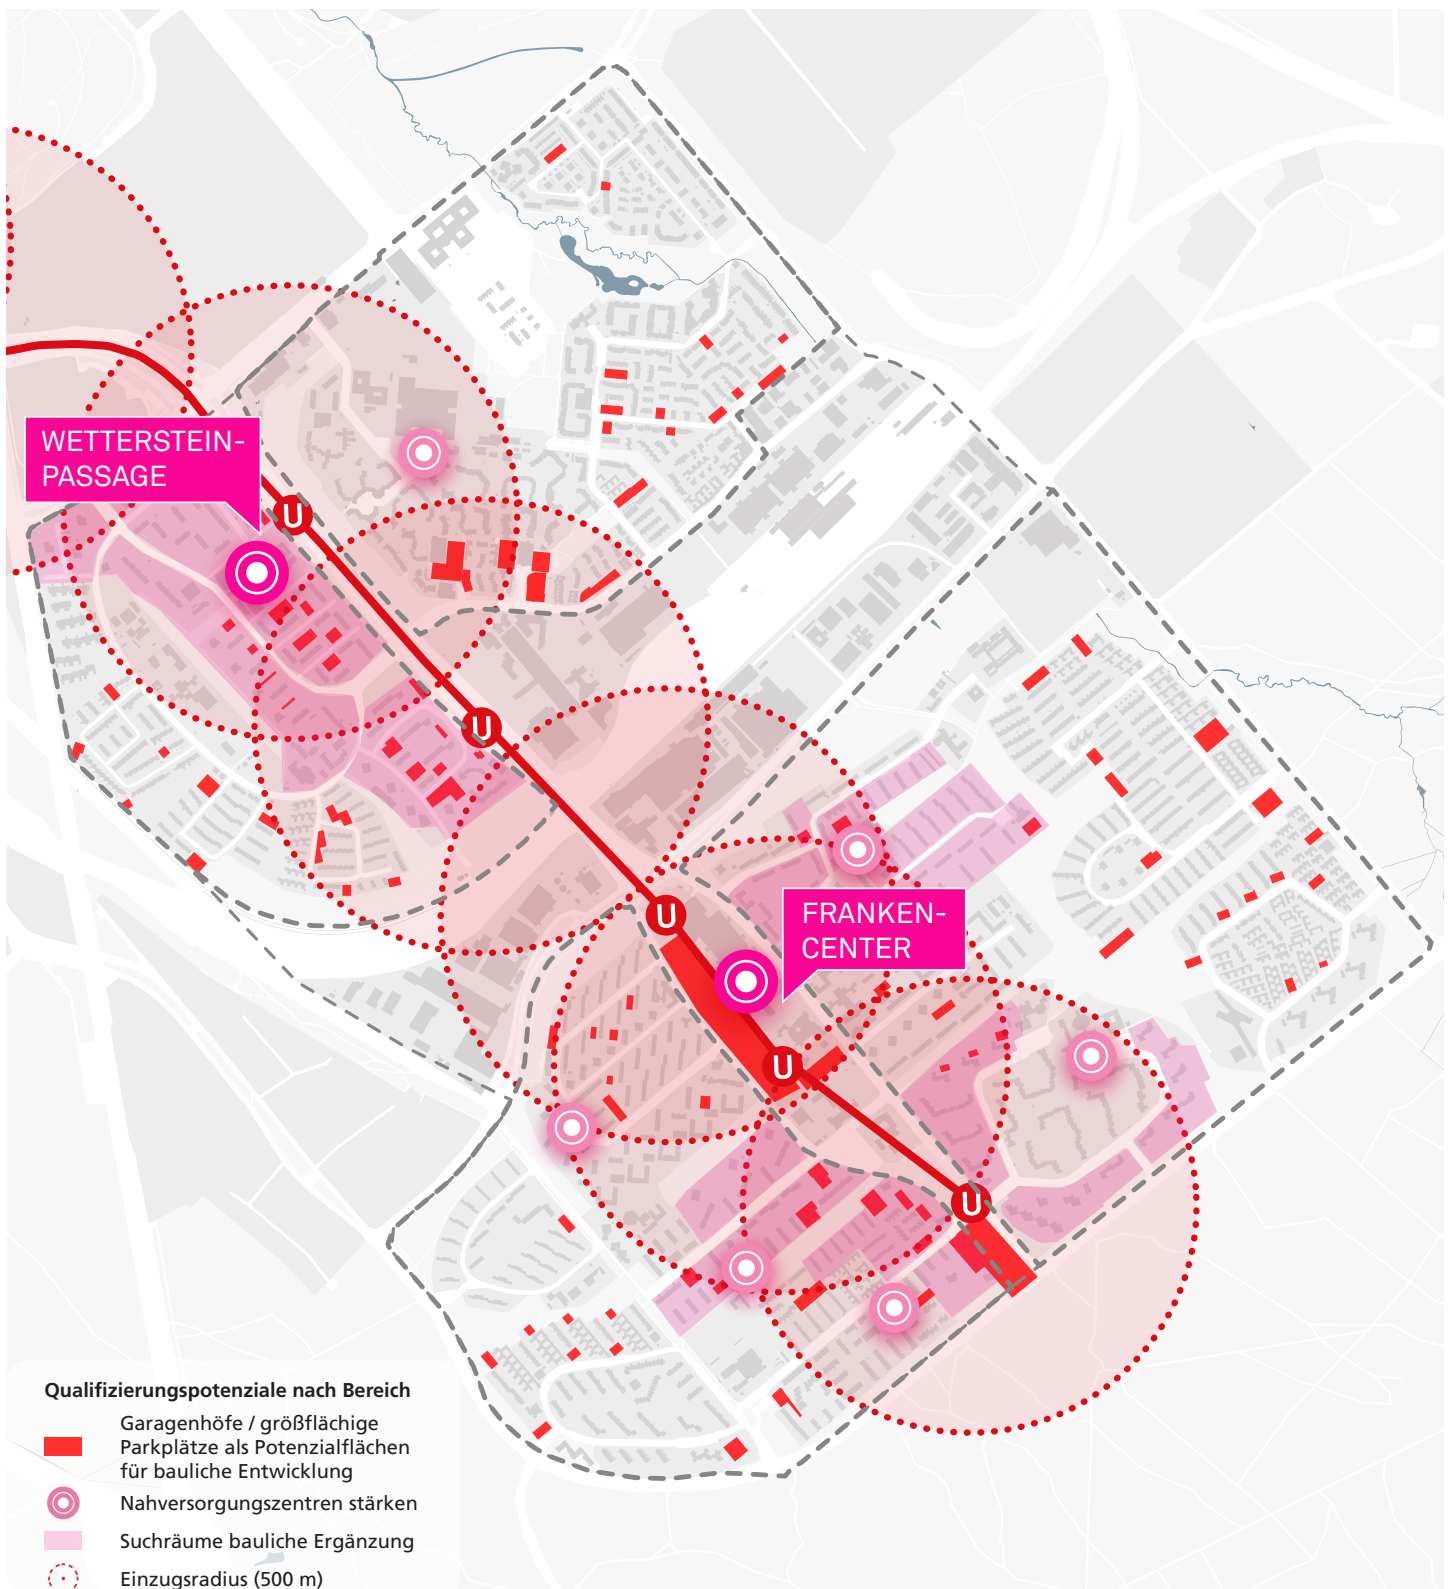 WETTERSTEIN-
PASSAGE
U
U
U
FRANKEN-
CENTER
U
U
Qualifizierungspotenziale nach Bereich
Garagenhöfe / größflächige
Parkplätze als Potenzialflächen
für bauliche Entwicklung
Nahversorgungszentren stärken
Suchräume bauliche Ergänzung
Einzugsradius (500 m)